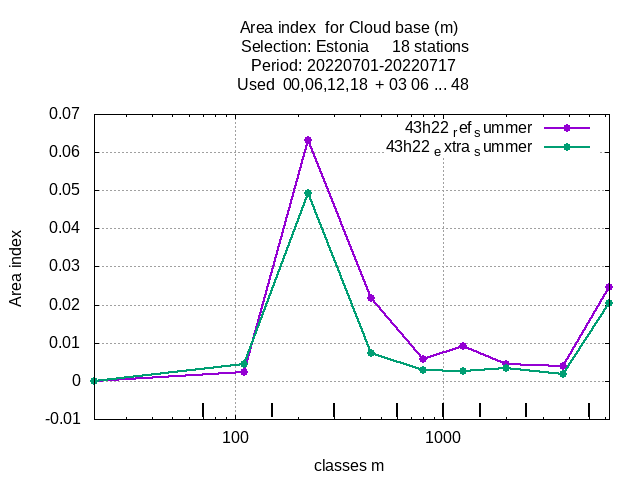 Area index  for Cloud base (m)
Selection: Estonia     18 stations
Period: 20220701-20220717
Used  00,06,12,18  + 03 06 ... 48
0.07
43h22 ref summer
0.06
43h22 extra summer
0.05
0.04
0.03
0.02
0.01
0
-0.01
Area index
100 1000
classes m